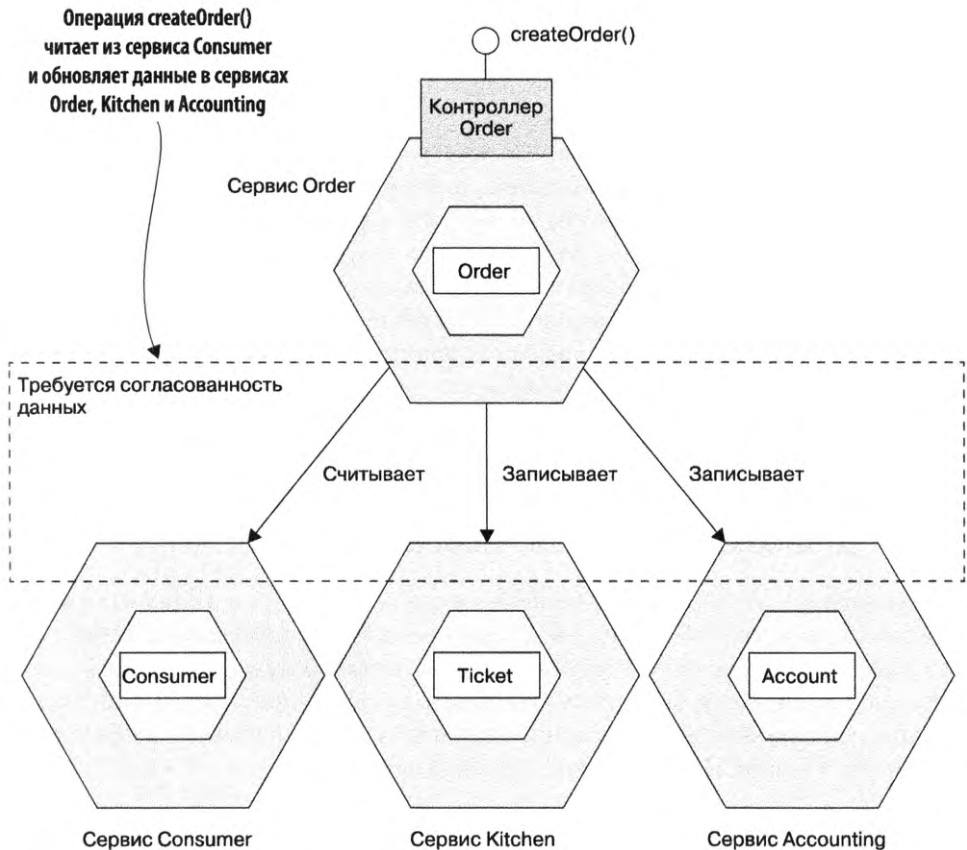 Операция createOrder()
читает из сервиса Consumer
и обновляет данные в сервисах
Order, Kitchen и Accounting
createOrder()
Контроллер
Order
Сервис Order
Order
Требуется согласованность
данных
Считывает
Записывает
Записывает
Consumer
Ticket
Account
Сервис Consumer
Сервис Kitchen
Сервис Accounting